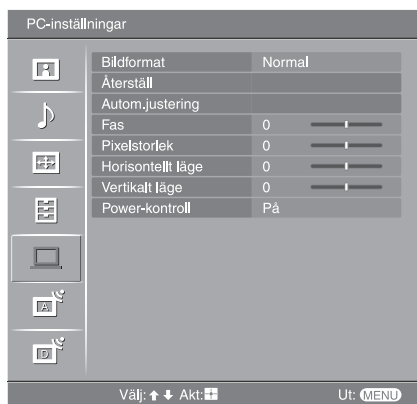 PC-inställningar
Bildformat Normal
Återställ
Autom.justering
Fas 0
Pixelstorlek 0
Horisontellt läge 0
Vertikalt läge 0
Power-kontroll På
A
D
Välj: Akt: Ut: MENU